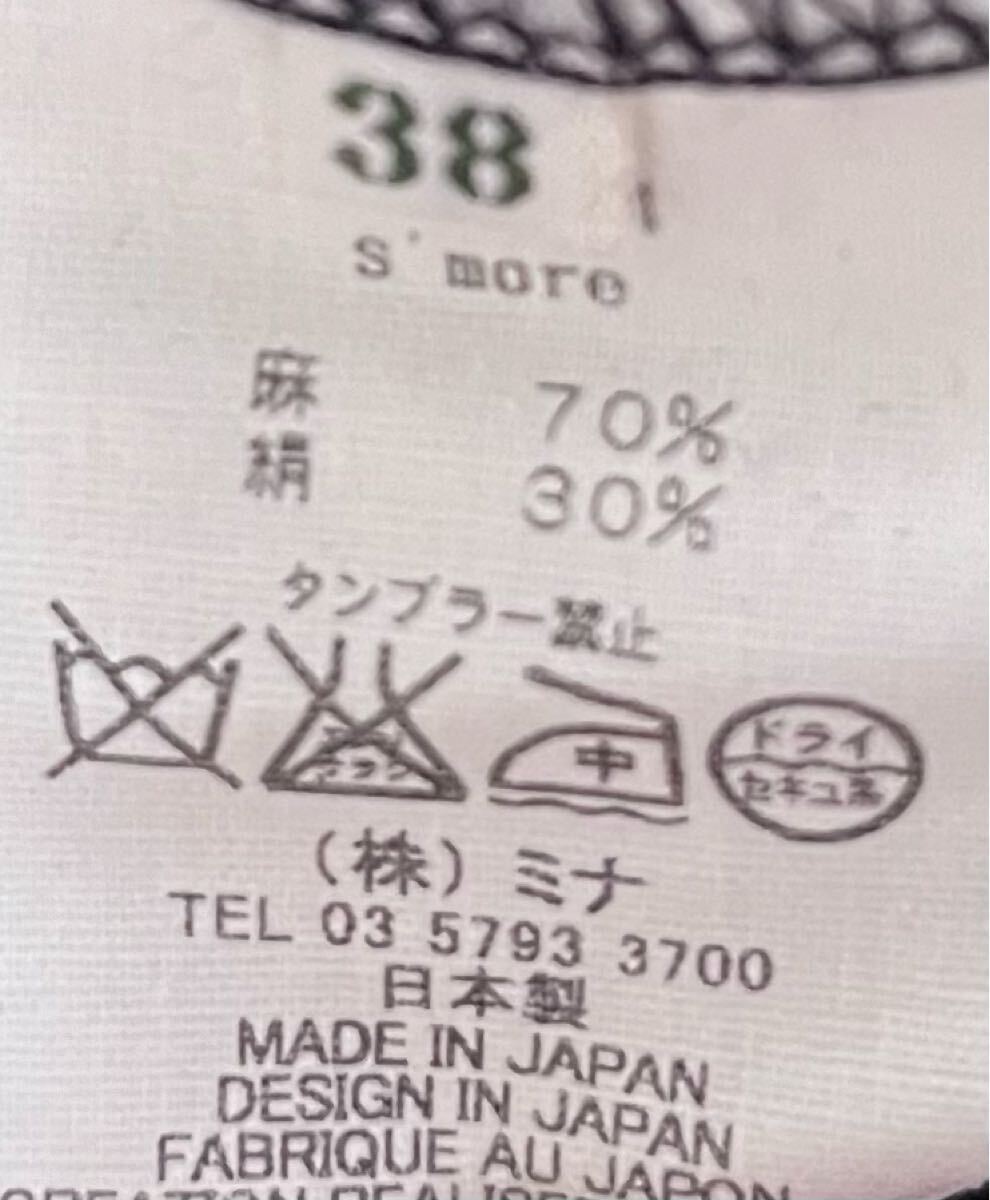 38
s'more
麻 70%
絹 30%
タンブラー禁止
中
ドライ
セキユ系
(株) ミナ
TEL 03 5793 3700
日本製
MADE IN JAPAN
DESIGN IN JAPAN
FABRIQUE AU JAPON